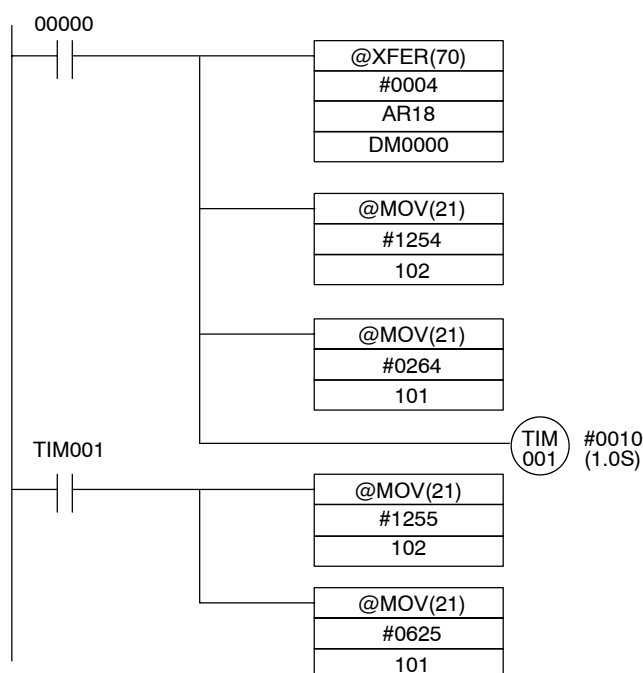 00000
@XFER(70)
#0004
AR18
DM0000
@MOV(21)
#1254
102
@MOV(21)
#0264
101
TIM
001
#0010
(1.0S)
TIM001
@MOV(21)
#1255
102
@MOV(21)
#0625
101